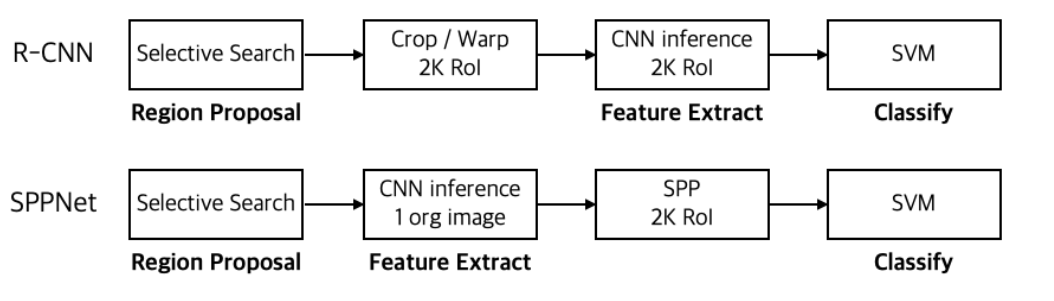 R-CNN
Selective Search
Crop / Warp
2K RoI
CNN inference
2K RoI
SVM
Region Proposal
Feature Extract
Classify
SPPNet
Selective Search
CNN inference
1 org image
SPP
2K RoI
SVM
Region Proposal
Feature Extract
Classify